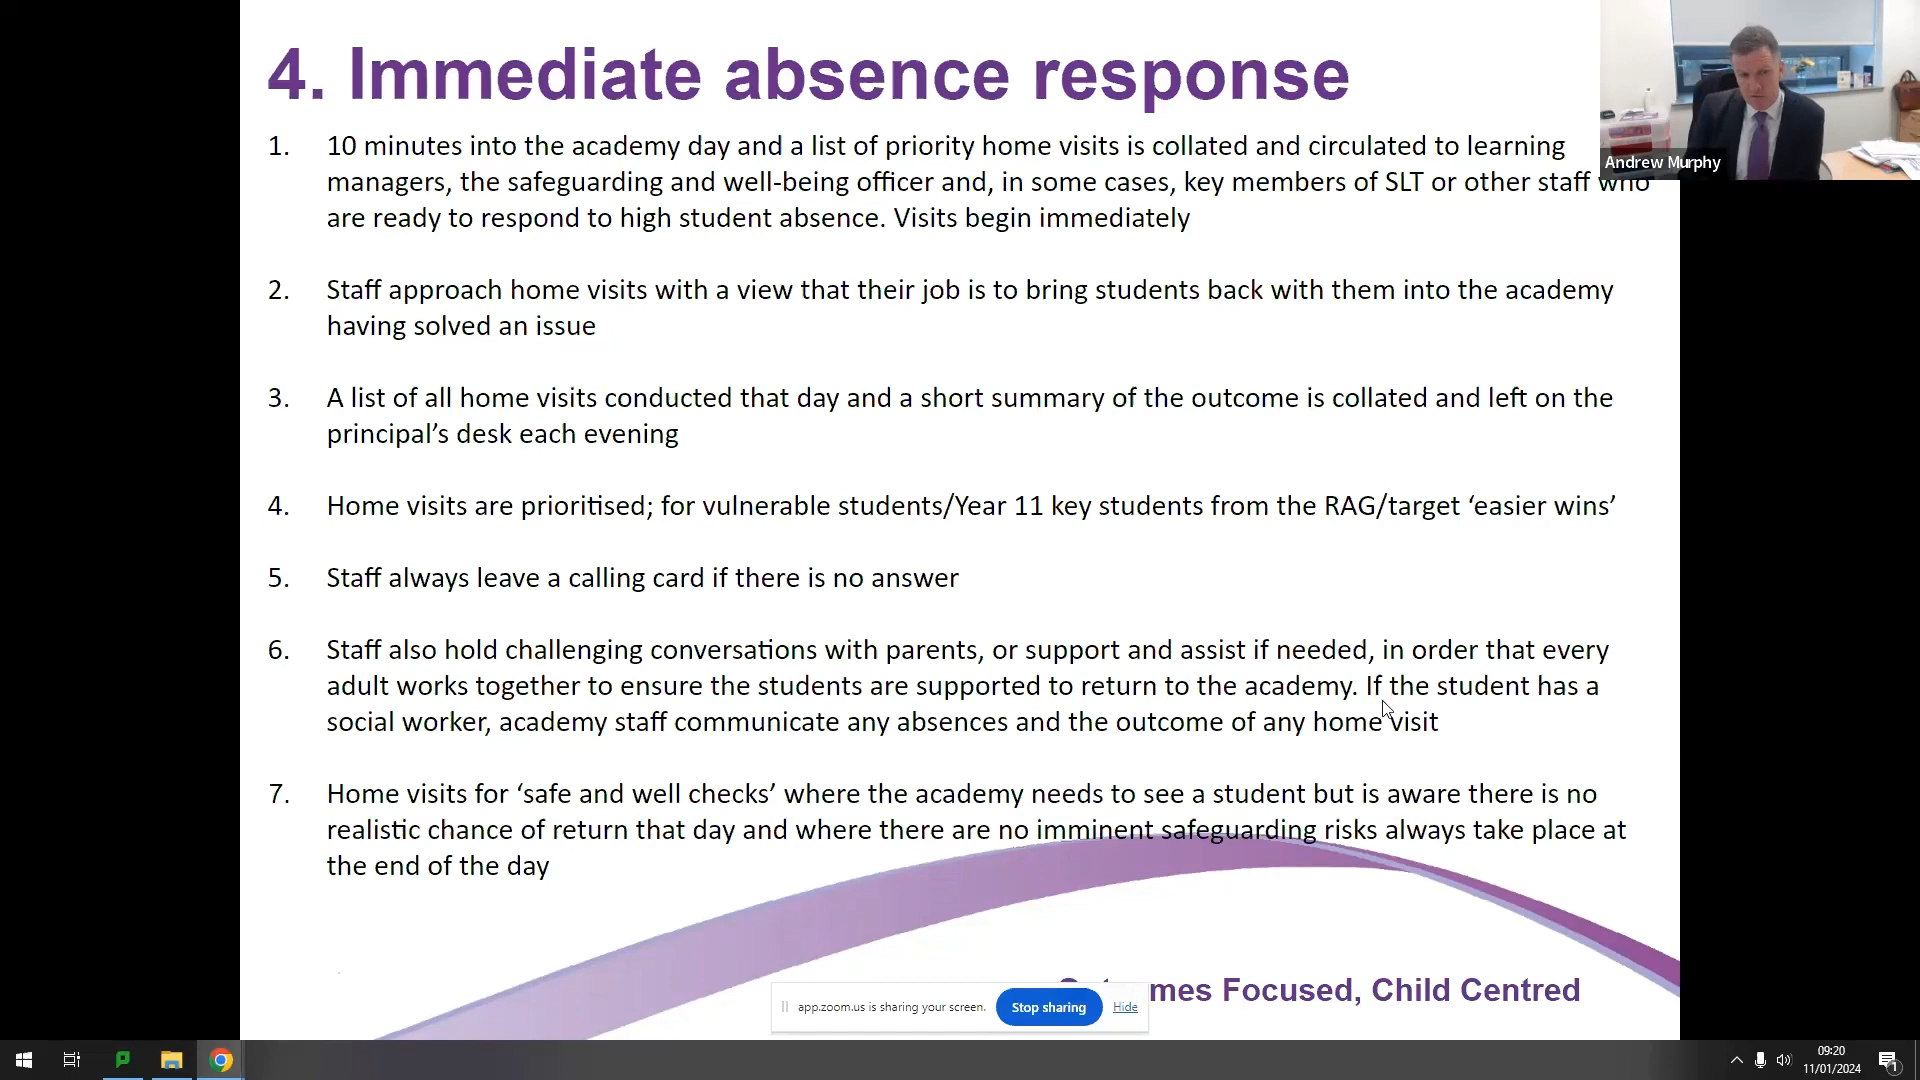 4. Immediate absence response
1. 10 minutes into the academy day and a list of priority home visits is collated and circulated to learning
managers, the safeguarding and well-being officer and, in some cases, key members of SLT or other staff who
are ready to respond to high student absence. Visits begin immediately
2. Staff approach home visits with a view that their job is to bring students back with them into the academy
having solved an issue
3. A list of all home visits conducted that day and a short summary of the outcome is collated and left on the
principal’s desk each evening
4. Home visits are prioritised; for vulnerable students/Year 11 key students from the RAG/target ‘easier wins’
5. Staff always leave a calling card if there is no answer
6. Staff also hold challenging conversations with parents, or support and assist if needed, in order that every
adult works together to ensure the students are supported to return to the academy. If the student has a
social worker, academy staff communicate any absences and the outcome of any home visit
7. Home visits for ‘safe and well checks’ where the academy needs to see a student but is aware there is no
realistic chance of return that day and where there are no imminent safeguarding risks always take place at
the end of the day
Andrew Murphy
Focused, Child Centred
app.zoom.us is sharing your screen. Stop sharing Hide
09:20
11/01/2024
1